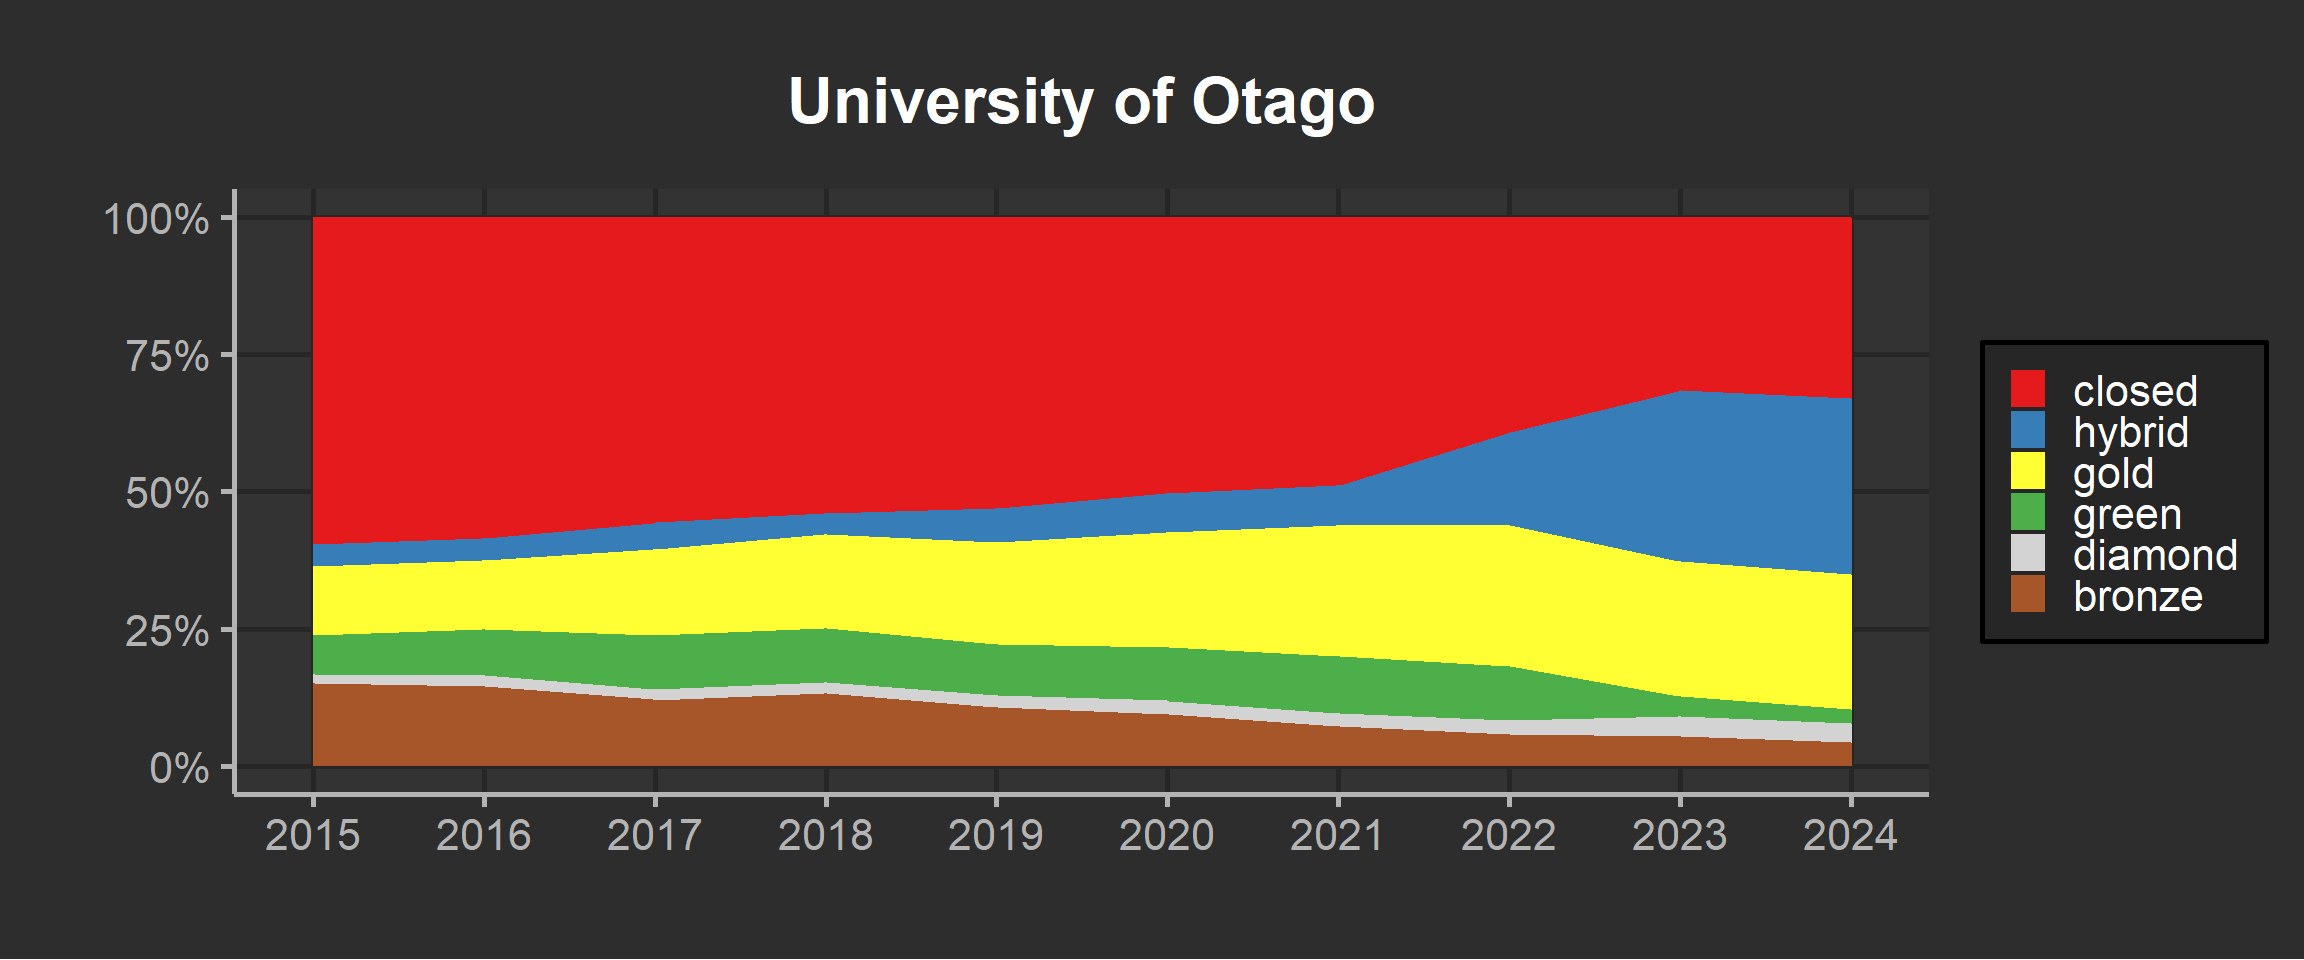 University of Otago
100%
75%
50%
25%
0%
2015 2016 2017 2018 2019 2020 2021 2022 2023 2024
closed
hybrid
gold
green
diamond
bronze